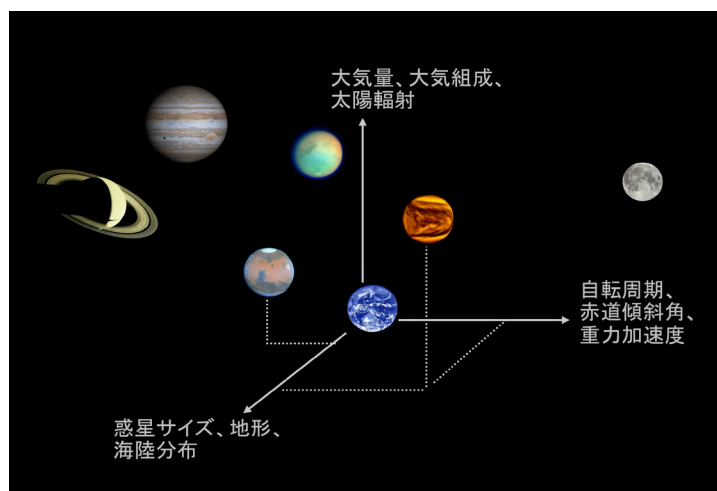 大気量、大気組成、
太陽輻射
自転周期、
赤道傾斜角、
重力加速度
惑星サイズ、地形、
海陸分布